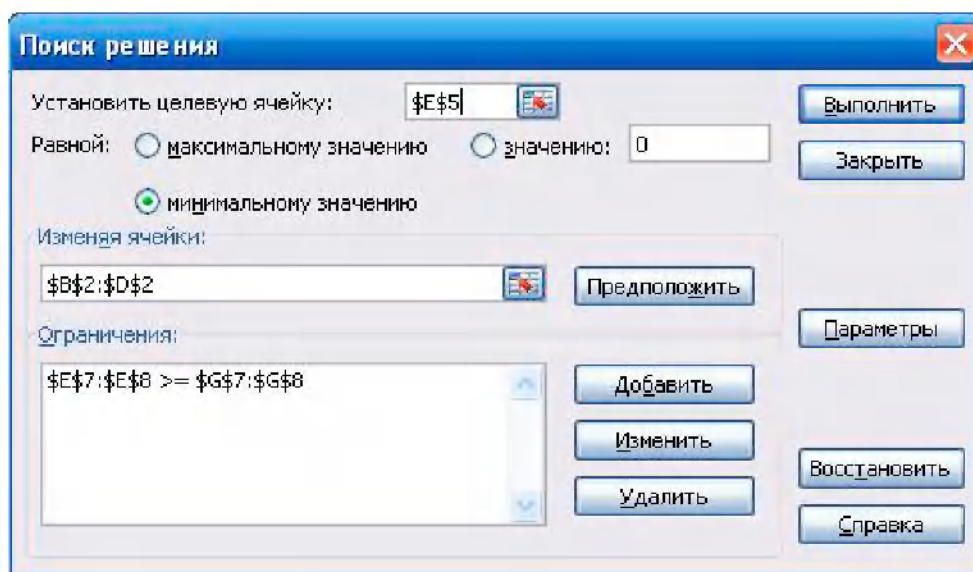 Поиск решения
Установить целевую ячейку: $E$5 Выполнить
Равной: максимальному значению значению: 0
Закрыть
минимальному значению
Изменяя ячейки:
$B$2:$D$2 Предположить
Параметры
Ограничения:
$E$7:$E$8 >= $G$7:$G$8 Добавить
Изменить
Восстановить
Удалить
Справка